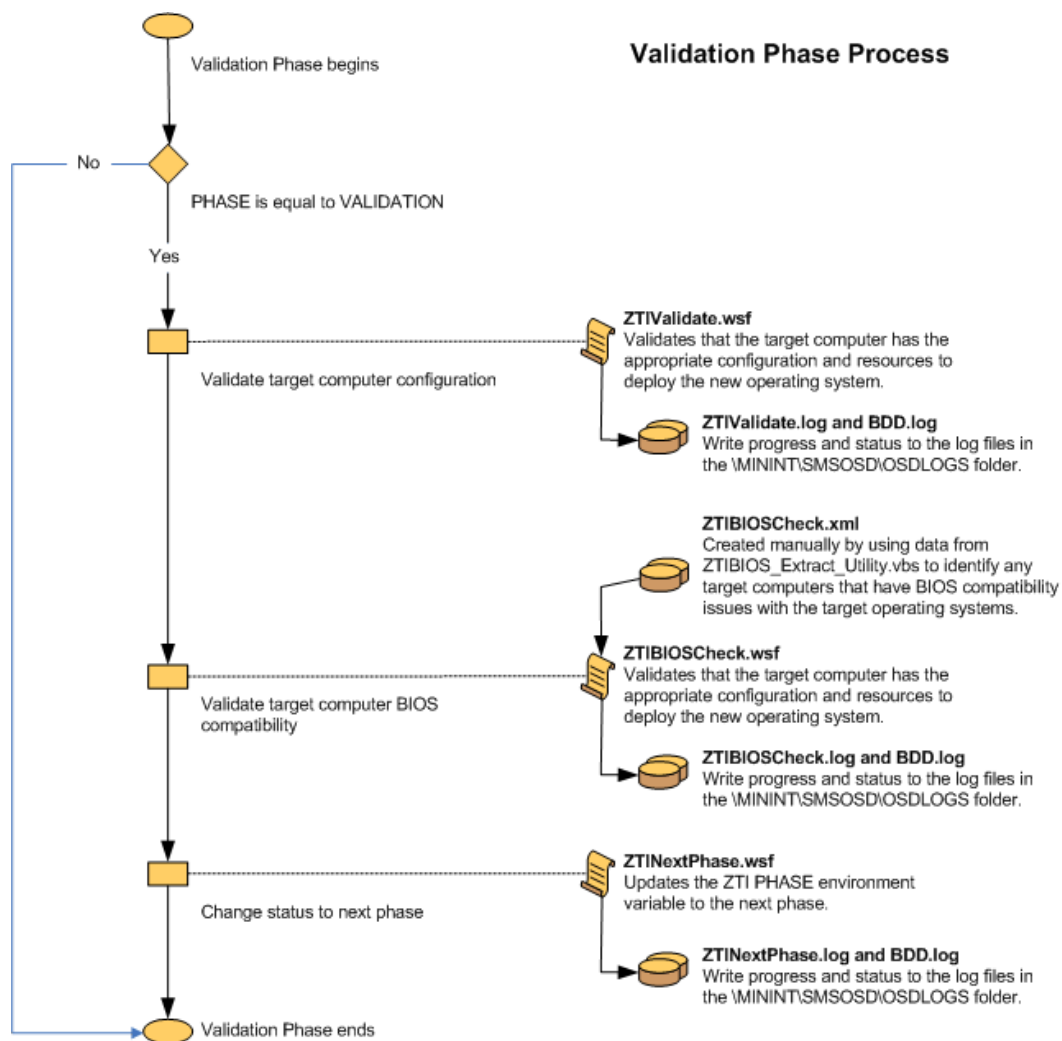 Validation Phase Process
Validation Phase begins
No
PHASE is equal to VALIDATION
Yes
ZTIValidate.wsf
Validates that the target computer has the
appropriate configuration and resources to
deploy the new operating system.
Validate target computer configuration
ZTIValidate.log and BDD.log
Write progress and status to the log files in
the \MININT\SMSOSD\OSDLOGS folder.
ZTIBIOSCheck.xml
Created manually by using data from
ZTIBIOS_Extract_Utility.vbs to identify any
target computers that have BIOS compatibility
issues with the target operating systems.
ZTIBIOSCheck.wsf
Validates that the target computer has the
appropriate configuration and resources to
deploy the new operating system.
Validate target computer BIOS
compatibility
ZTIBIOSCheck.log and BDD.log
Write progress and status to the log files in
the \MININT\SMSOSD\OSDLOGS folder.
ZTINextPhase.wsf
Updates the ZTI PHASE environment
variable to the next phase.
Change status to next phase
ZTINextPhase.log and BDD.log
Write progress and status to the log files in
the \MININT\SMSOSD\OSDLOGS folder.
Validation Phase ends